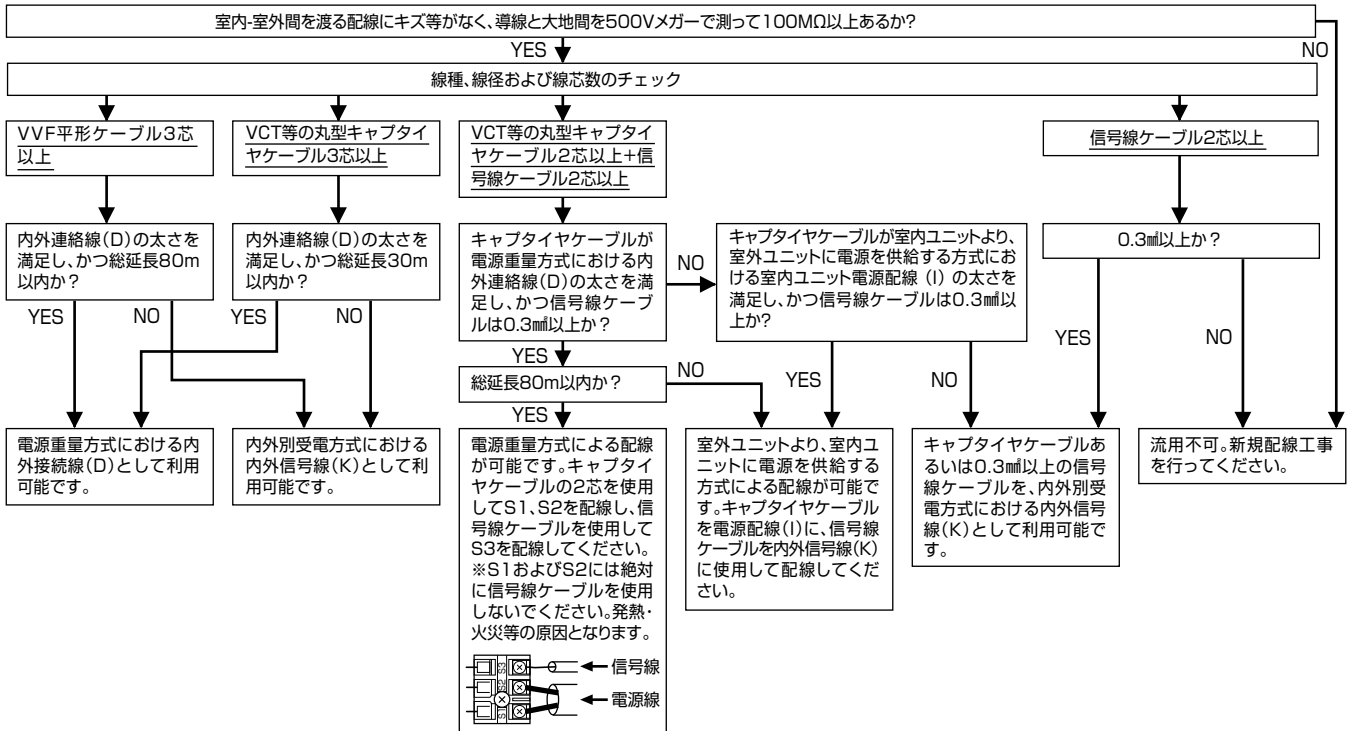 室内-室外間を渡る配線にキズ等がなく、導線と大地間を500Vメガーで測って100MΩ以上あるか?
YES
NO
線種、線径および線芯数のチェック
VVF平形ケーブル3芯
以上
VCT等の丸型キャプタイ
ヤケーブル3芯以上
VCT等の丸型キャプタイ
ヤケーブル2芯以上+信
号線ケーブル2芯以上
信号線ケーブル2芯以上
内外連絡線(D)の太さを
満足し、かつ総延長80m
以内か?
内外連絡線(D)の太さを
満足し、かつ総延長30m
以内か?
キャプタイヤケーブルが
電源重量方式における内
外連絡線(D)の太さを満
足し、かつ信号線ケーブ
ルは0.3㎟以上か?
NO
キャプタイヤケーブルが室内ユニットより、
室外ユニットに電源を供給する方式にお
ける室内ユニット電源配線(I)の太さを
満足し、かつ信号線ケーブルは0.3㎟以
上か?
0.3㎟以上か?
YES
NO
YES
NO
YES
NO
YES
NO
YES
NO
総延長80m以内か?
YES
電源重量方式における内
外接続線(D)として利用
可能です。
内外別受電方式における
内外信号線(K)として利
用可能です。
電源重量方式による配線
が可能です。キャプタイ
ヤケーブルの2芯を使用
してS1、S2を配線し、信
号線ケーブルを使用して
S3を配線してください。
※S1およびS2には絶対
に信号線ケーブルを使用
しないでください。発熱・
火災等の原因となります。
S3
S2
S1
信号線
電源線
室外ユニットより、室内ユ
ニットに電源を供給する
方式による配線が可能で
す。キャプタイヤケーブル
を電源配線(I)に、信号線
ケーブルを内外信号線(K)
に使用して配線してくだ
さい。
キャプタイヤケーブルあ
るいは0.3㎟以上の信号
線ケーブルを、内外別受
電方式における内外信号
線(K)として利用可能で
す。
流用不可。新規配線工事
を行ってください。